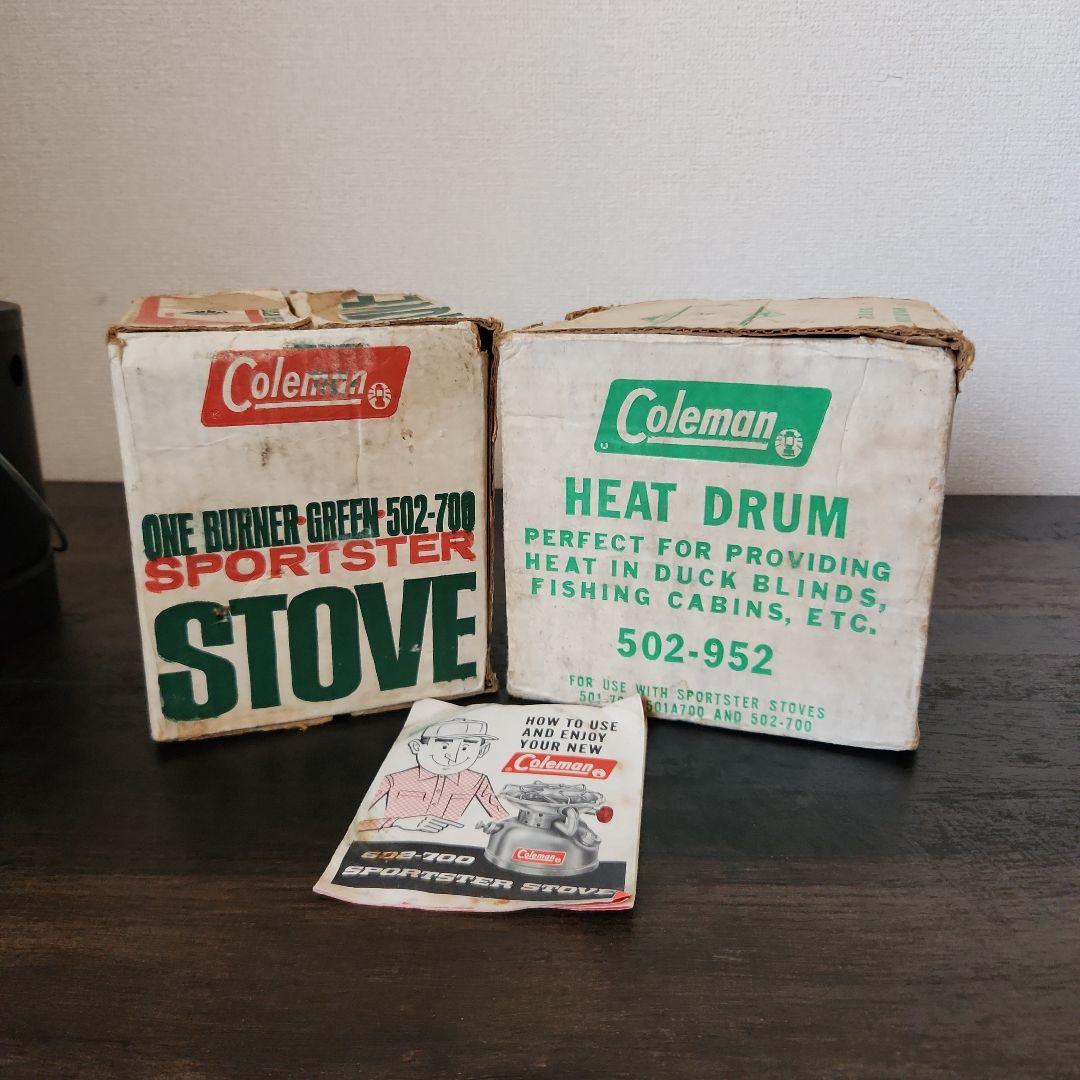 Coleman
ONE BURNER·GREEN·502-700
SPORTSTER
STOVE
Coleman
HEAT DRUM
PERFECT FOR PROVIDING
HEAT IN DUCK BLINDS,
FISHING CABINS, ETC.
502-952
FOR USE WITH SPORTSTER STOVES
501A700 AND 502-700
HOW TO USE
AND ENJOY
YOUR NEW
Coleman
Coleman
502-700
SPORTSTER STOVE